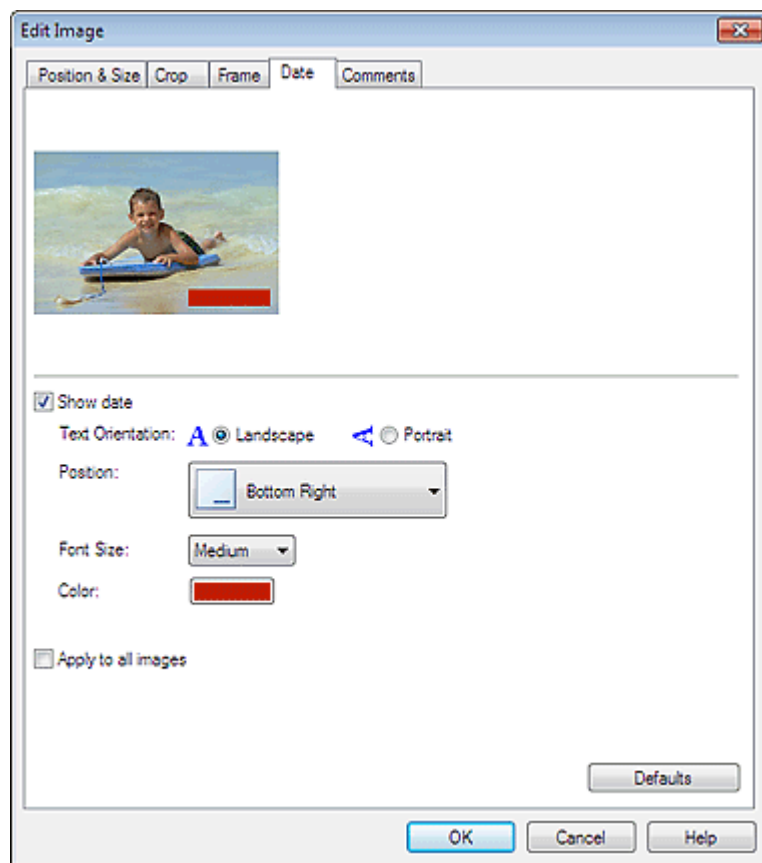 Edit Image
Position & Size Crop Frame Date Comments
Show date
Text Orientation: A Landscape A Portrait
Position: Bottom Right
Font Size: Medium
Color:
Apply to all images
Defaults
OK Cancel Help